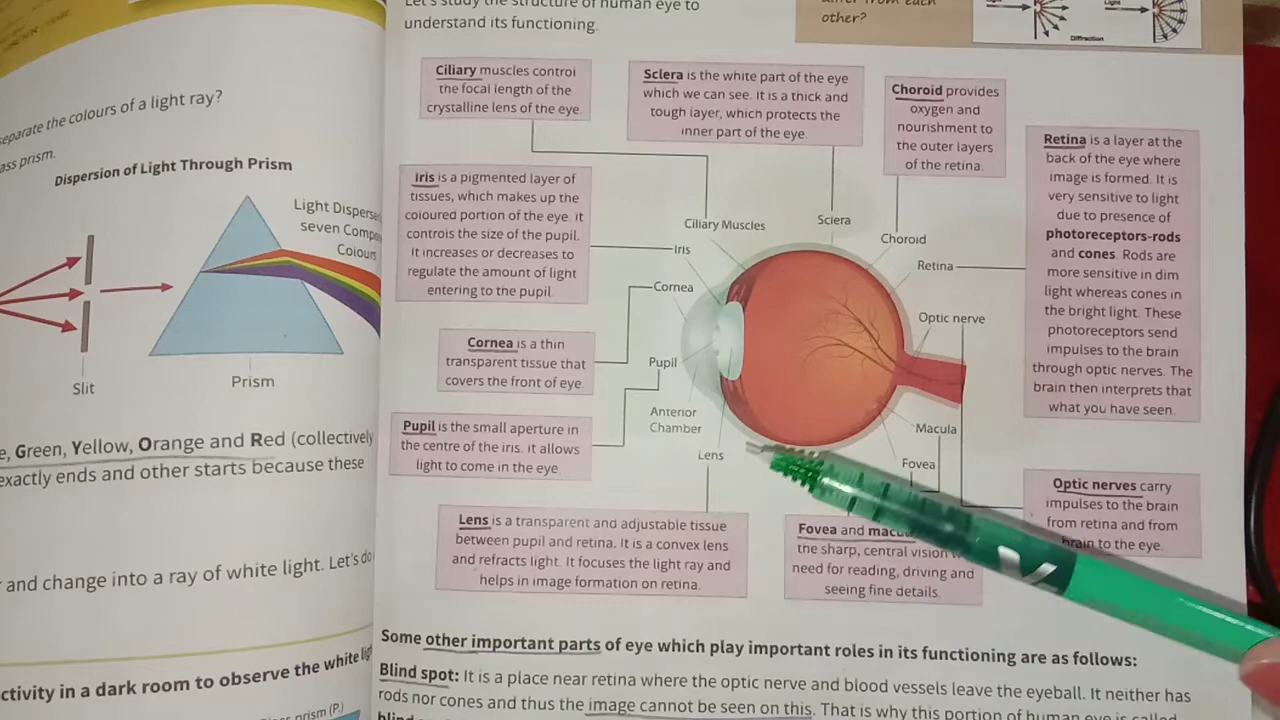 separate the colours of a light ray?
ass prism.
Dispersion of Light Through Prism
Light Disperse
seven Compo
Colours
Slit
Prism
e, Green, Yellow, Orange and Red (collectively
exactly ends and other starts because these
and change into a ray of white light. Let's do
ctivity in a dark room to observe the white lig
ss prism (P.)
Let's study the structure of human eye to
understand its functioning.
differ from each
other?
Light
Diffraction
Ciliary muscles control
the focal length of the
crystalline lens of the eye.
Sclera is the white part of the eye
which we can see. It is a thick and
tough layer, which protects the
inner part of the eye.
Choroid provides
oxygen and
nourishment to
the outer layers
of the retina.
Retina is a layer at the
back of the eye where
image is formed. It is
very sensitive to light
due to presence of
photoreceptors-rods
and cones. Rods are
more sensitive in dim
light whereas cones in
the bright light. These
photoreceptors send
impulses to the brain
through optic nerves. The
brain then interprets that
what you have seen.
Iris is a pigmented layer of
tissues, which makes up the
coloured portion of the eye. it
controls the size of the pupil.
It increases or decreases to
regulate the amount of light
entering to the pupil.
Cornea is a thin
transparent tissue that
covers the front of eye.
Pupil is the small aperture in
the centre of the iris. it allows
light to come in the eye.
Ciliary Muscles
Sclera
Choroid
Iris
Retina
Cornea
Optic nerve
Pupil
Anterior
Chamber
Macula
Lens
Fovea
Lens is a transparent and adjustable tissue
between pupil and retina. It is a convex lens
and refracts light. It focuses the light ray and
helps in image formation on retina.
Fovea and macu
the sharp, central vision
need for reading, driving and
seeing fine details.
Optic nerves carry
impulses to the brain
from retina and from
brain to the eye.
Some other important parts of eye which play important roles in its functioning are as follows:
Blind spot: It is a place near retina where the optic nerve and blood vessels leave the eyeball. It neither has
rods nor cones and thus the image cannot be seen on this. That is why this portion of human eye is called
blind